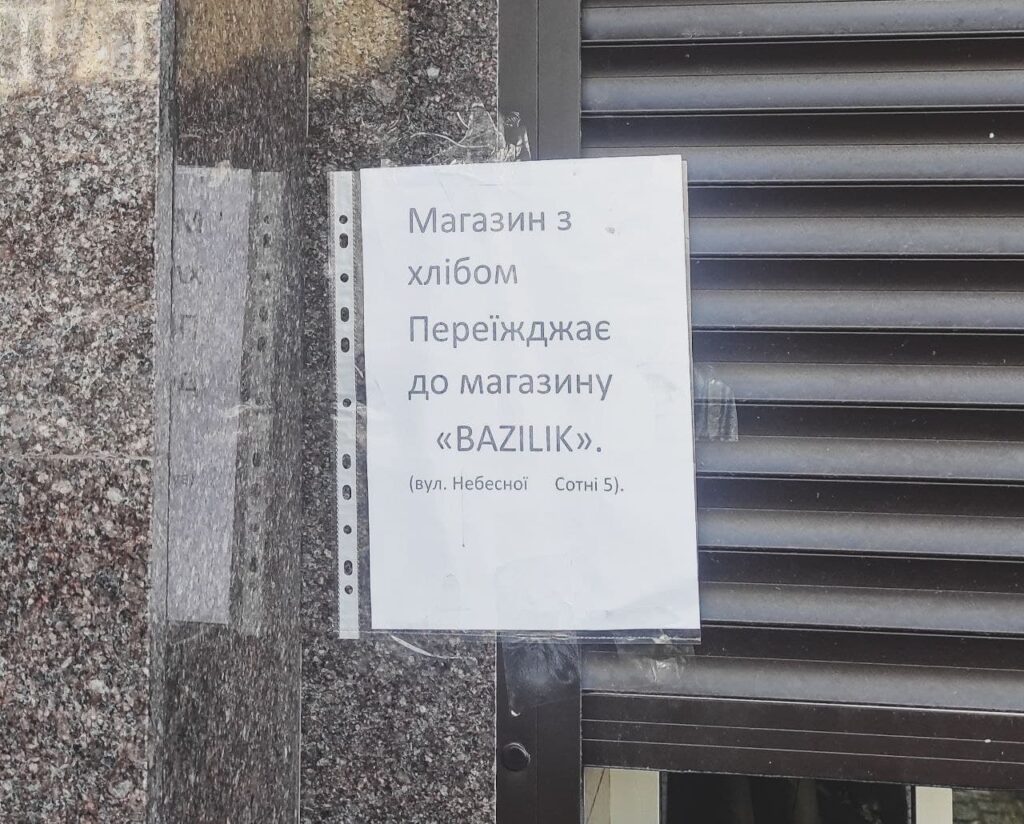 Магазин з
хлібом
Переїжджає
до магазину
«BAZILIK».
(вул. Небесної Сотні 5).